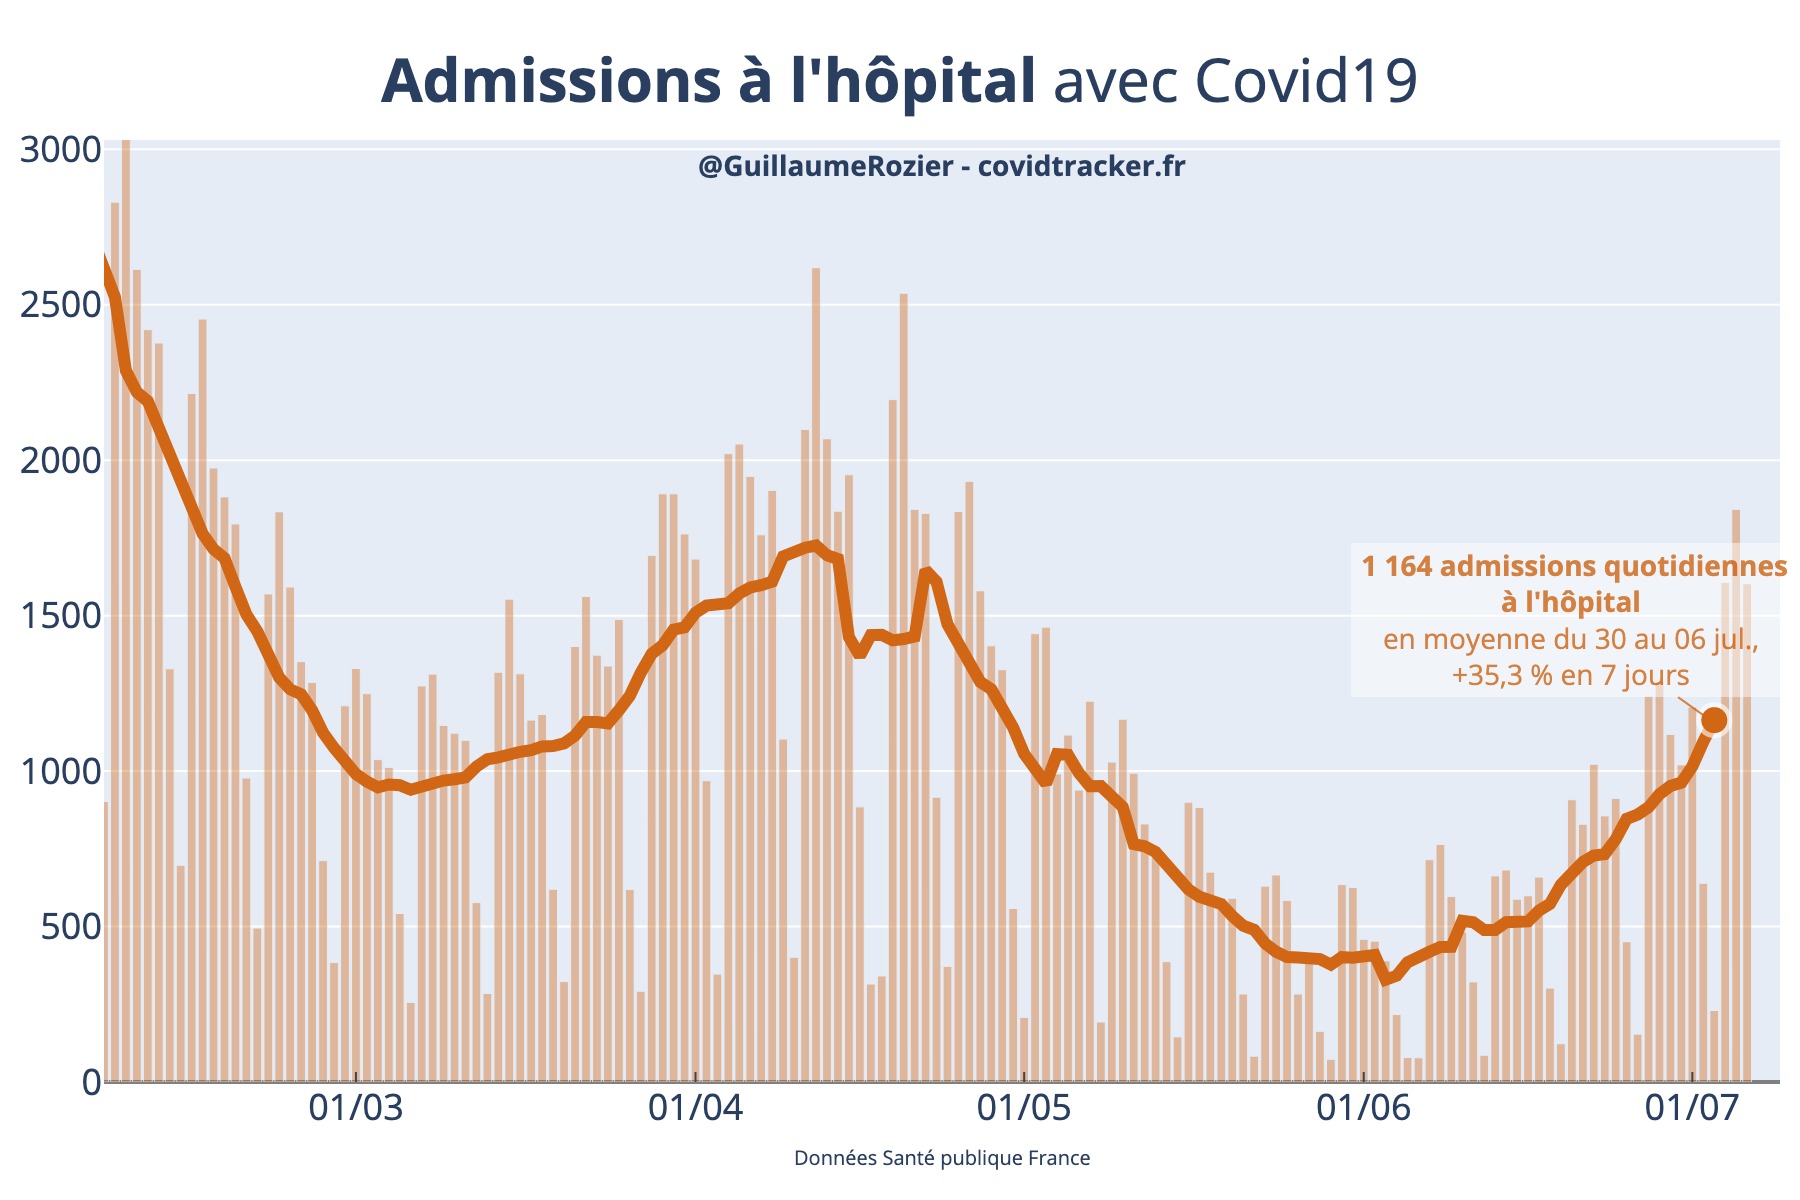 Admissions à l'hôpital avec Covid19
@GuillaumeRozier - covidtracker.fr
3000
2500
2000
1500
1000
500
0
1 164 admissions quotidiennes
à l'hôpital
en moyenne du 30 au 06 jul.,
+35,3 % en 7 jours
01/03
01/04
01/05
01/06
01/07
Données Santé publique France